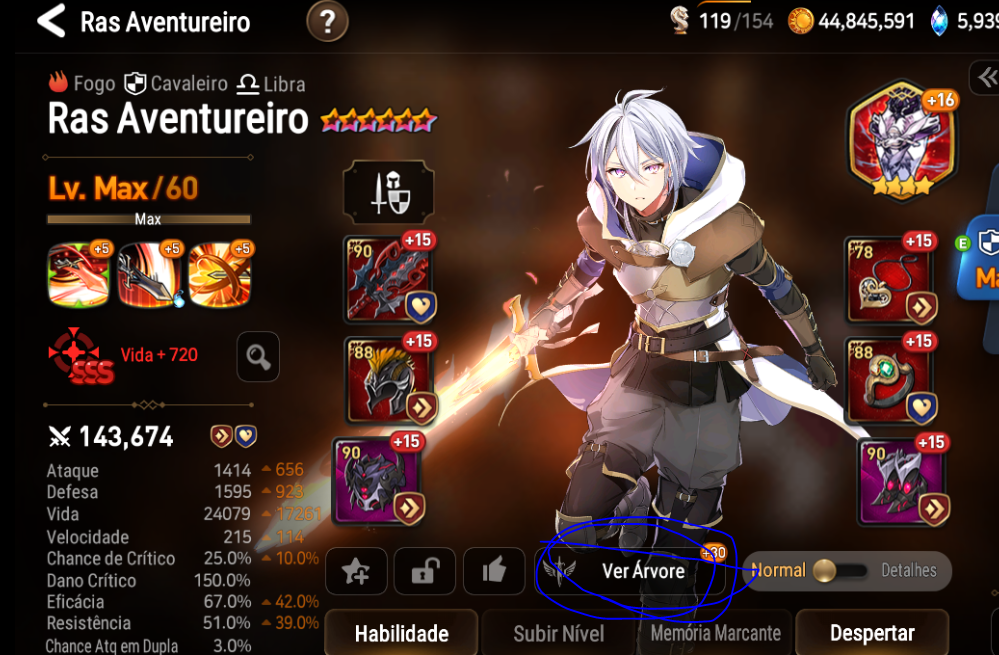 Ras Aventureiro ? 119/154 44,845,591 5,939
Fogo Cavaleiro Libra
Ras Aventureiro
+16
Lv. Max/60
Max
+5 +5 +5
90 +15
78 +15
E
Ma
SSS Vida + 720
88 +15
88 +15
143,674
90 +15
90 +15
Ataque 1414 656
Defesa 1595 923
Vida 24079 17261
Velocidade 215 114
Chance de Crítico 25.0% 10.0%
Dano Crítico 150.0%
Eficácia 67.0% 42.0%
Resistência 51.0% 39.0%
Chance Atq em Dupla 3.0%
Ver Árvore +30
Normal Detalhes
Habilidade Subir Nível Memória Marcante Despertar